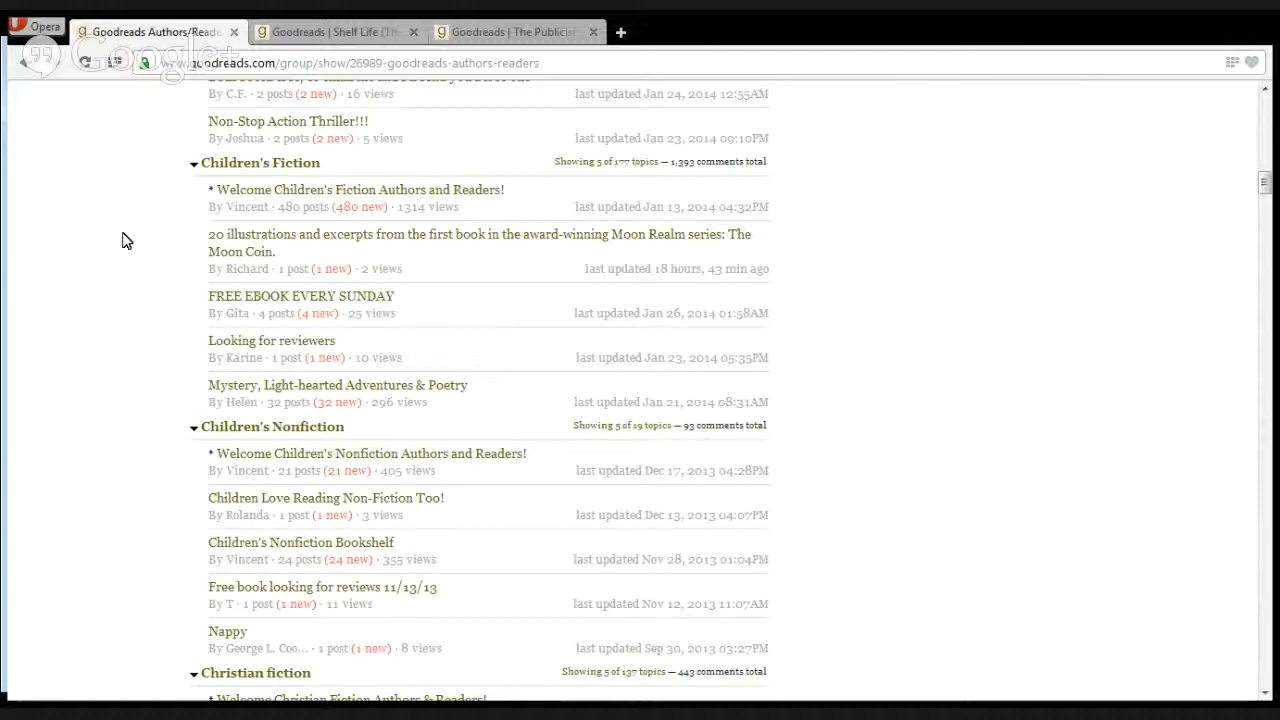 Opera
Goodreads Authors/Reade
Goodreads | Shelf Life (Th
Goodreads | The Publicis
Google+
www.goodreads.com/group/show/26989-goodreads-authors-readers
By C.F. · 2 posts (2 new) · 16 views last updated Jan 24, 2014 12:55AM
Non-Stop Action Thriller!!!
By Joshua · 2 posts (2 new) · 5 views last updated Jan 23, 2014 09:10PM
Children's Fiction Showing 5 of 177 topics — 1,393 comments total
* Welcome Children's Fiction Authors and Readers!
By Vincent · 480 posts (480 new) · 1314 views last updated Jan 13, 2014 04:32PM
20 illustrations and excerpts from the first book in the award-winning Moon Realm series: The
Moon Coin.
By Richard · 1 post (1 new) · 2 views last updated 18 hours, 43 min ago
FREE EBOOK EVERY SUNDAY
By Gita · 4 posts (4 new) · 25 views last updated Jan 26, 2014 01:58AM
Looking for reviewers
By Karine · 1 post (1 new) · 10 views last updated Jan 23, 2014 05:35PM
Mystery, Light-hearted Adventures & Poetry
By Helen · 32 posts (32 new) · 296 views last updated Jan 21, 2014 08:31AM
Children's Nonfiction Showing 5 of 19 topics — 93 comments total
* Welcome Children's Nonfiction Authors and Readers!
By Vincent · 21 posts (21 new) · 405 views last updated Dec 17, 2013 04:28PM
Children Love Reading Non-Fiction Too!
By Rolanda · 1 post (1 new) · 3 views last updated Dec 13, 2013 04:07PM
Children's Nonfiction Bookshelf
By Vincent · 24 posts (24 new) · 355 views last updated Nov 28, 2013 01:04PM
Free book looking for reviews 11/13/13
By T · 1 post (1 new) · 11 views last updated Nov 12, 2013 11:07AM
Nappy
By George L. Coo... · 1 post (1 new) · 8 views last updated Sep 30, 2013 03:27PM
Christian fiction Showing 5 of 137 topics — 443 comments total
* Welcome Christian Fiction Authors & Readers!